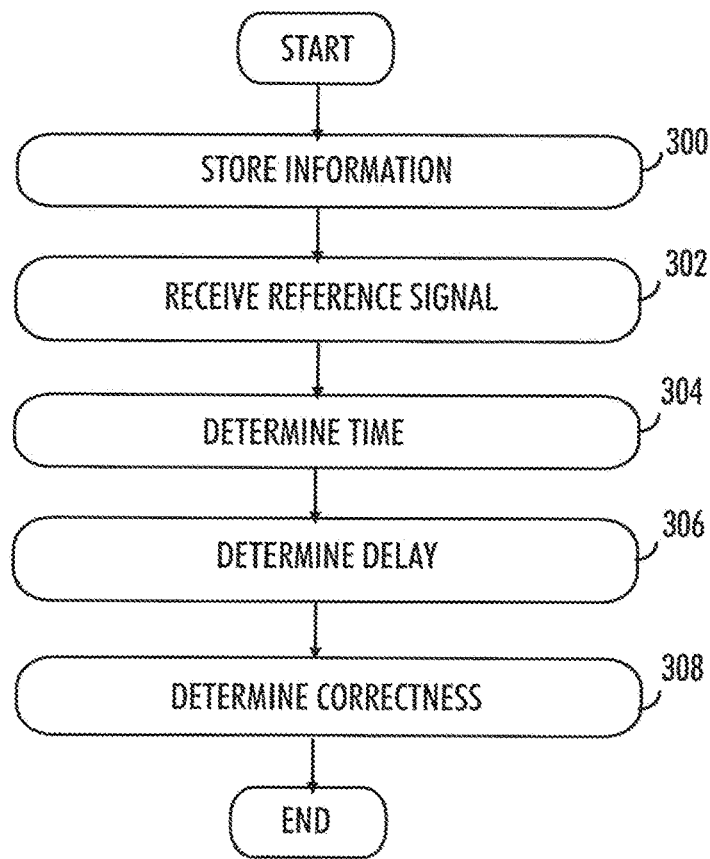 START
STORE INFORMATION
300
RECEIVE REFERENCE SIGNAL
302
DETERMINE TIME
304
DETERMINE DELAY
306
DETERMINE CORRECTNESS
308
END